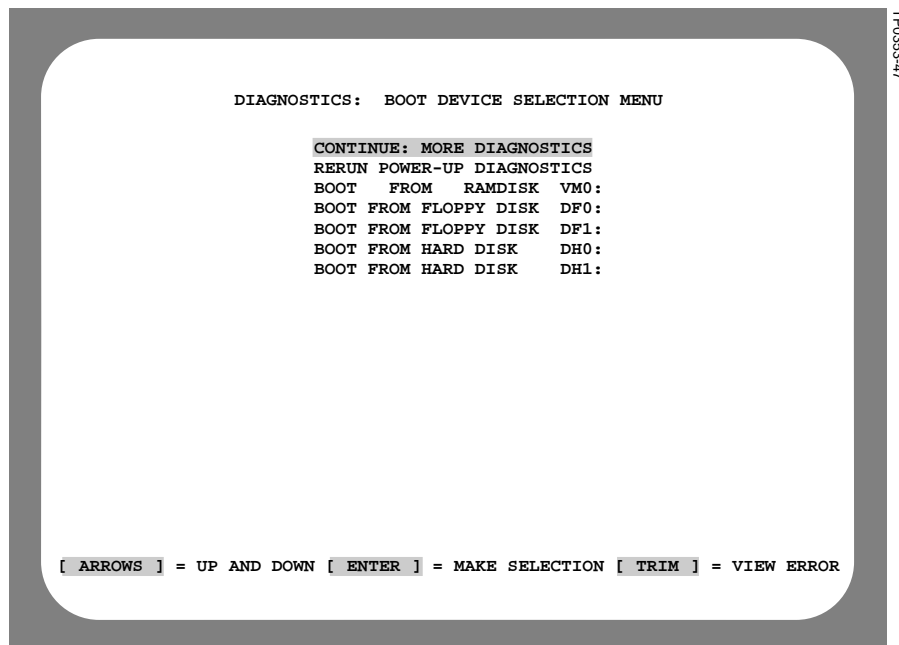 DIAGNOSTICS: BOOT DEVICE SELECTION MENU
CONTINUE: MORE DIAGNOSTICS
RERUN POWER-UP DIAGNOSTICS
BOOT FROM RAMDISK VM0:
BOOT FROM FLOPPY DISK DF0:
BOOT FROM FLOPPY DISK DF1:
BOOT FROM HARD DISK DH0:
BOOT FROM HARD DISK DH1:
[ ARROWS ] = UP AND DOWN [ ENTER ] = MAKE SELECTION [ TRIM ] = VIEW ERROR